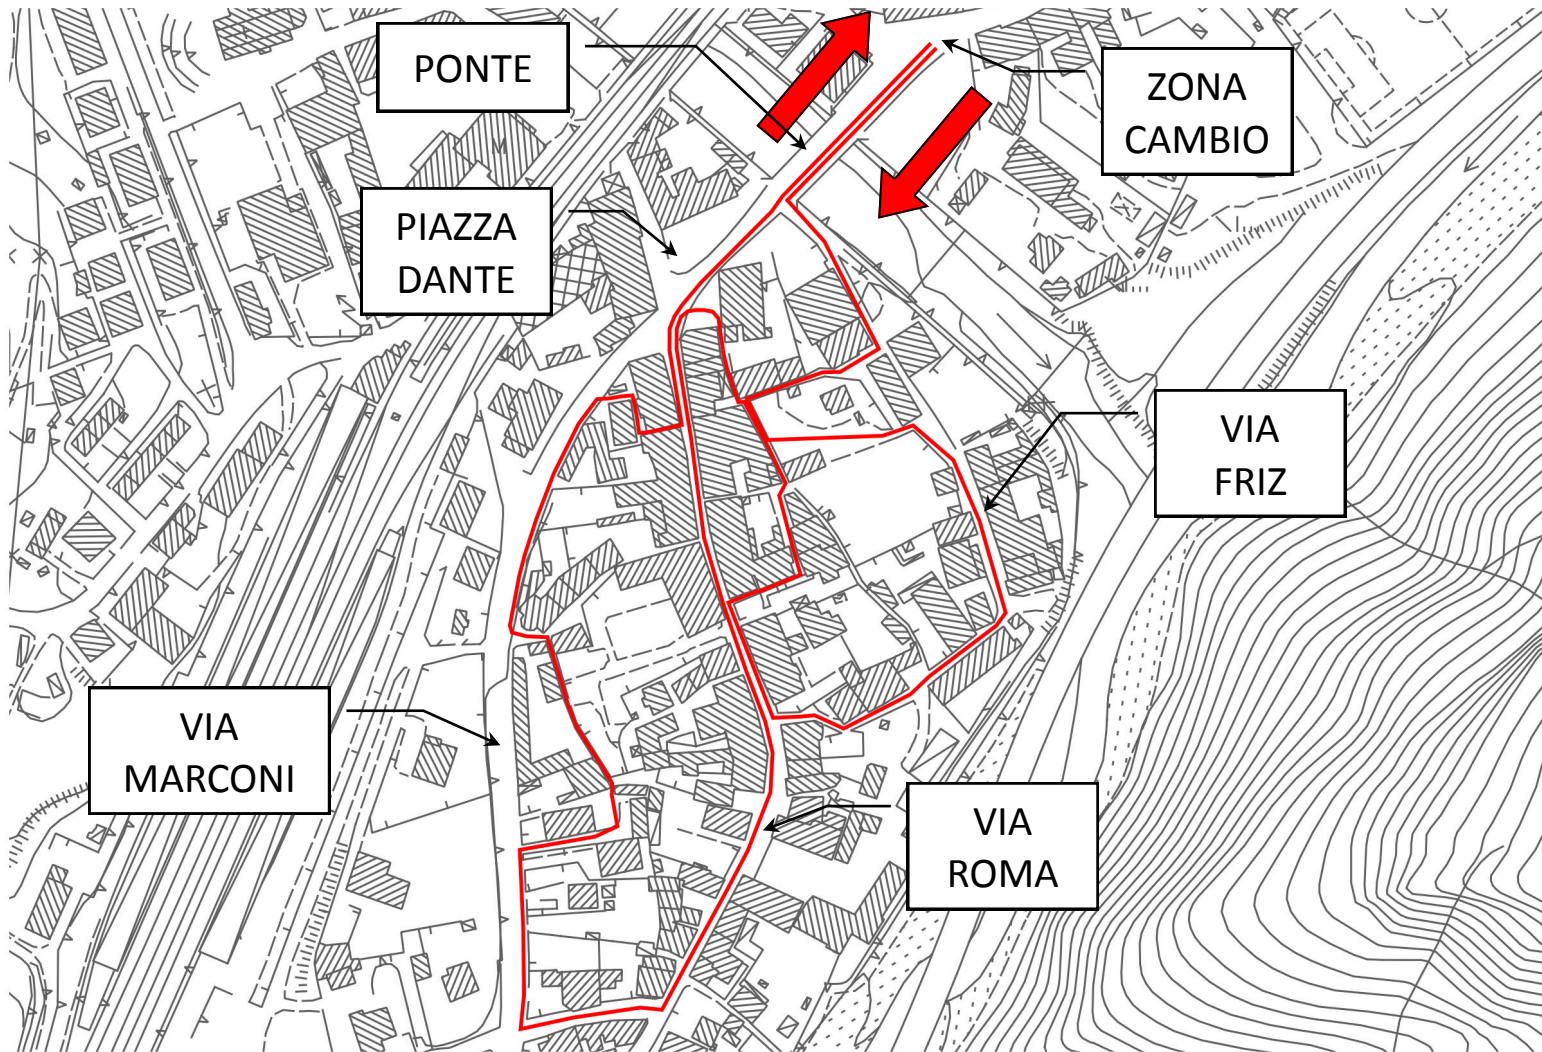 PONTE
ZONA
CAMBIO
PIAZZA
DANTE
M
VIA
FRIZ
VIA
MARCONI
VIA
ROMA